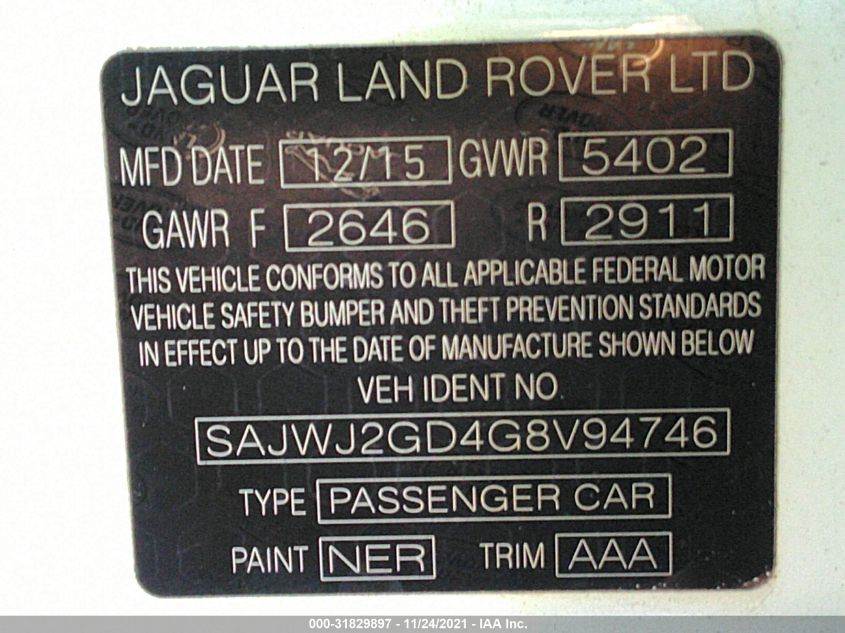 JAGUAR LAND ROVER LTD
MFD DATE 12/15 GVWR 5402
GAWR F 2646 R 2911
THIS VEHICLE CONFORMS TO ALL APPLICABLE FEDERAL MOTOR
VEHICLE SAFETY BUMPER AND THEFT PREVENTION STANDARDS
IN EFFECT UP TO THE DATE OF MANUFACTURE SHOWN BELOW
VEH IDENT NO.
SAJWJ2GD4G8V94746
TYPE PASSENGER CAR
PAINT NER TRIM AAA
000-31829897 - 11/24/2021 - IAA Inc.